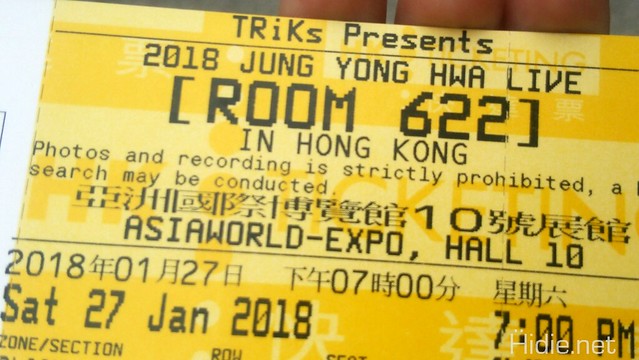 TRiKs Presents
2018 JUNG YONG HWA LIVE
[ROOM 622]
IN HONG KONG
Photos and recording is strictly prohibited, a
search may be conducted.
亞洲國際博覽館10號展館
ASIAWORLD-EXPO, HALL 10
2018年01月27日 下午07時00分 星期六
Sat 27 Jan 2018 7:00 PM
ZONE/SECTION ROW SEAT
Hidie.net